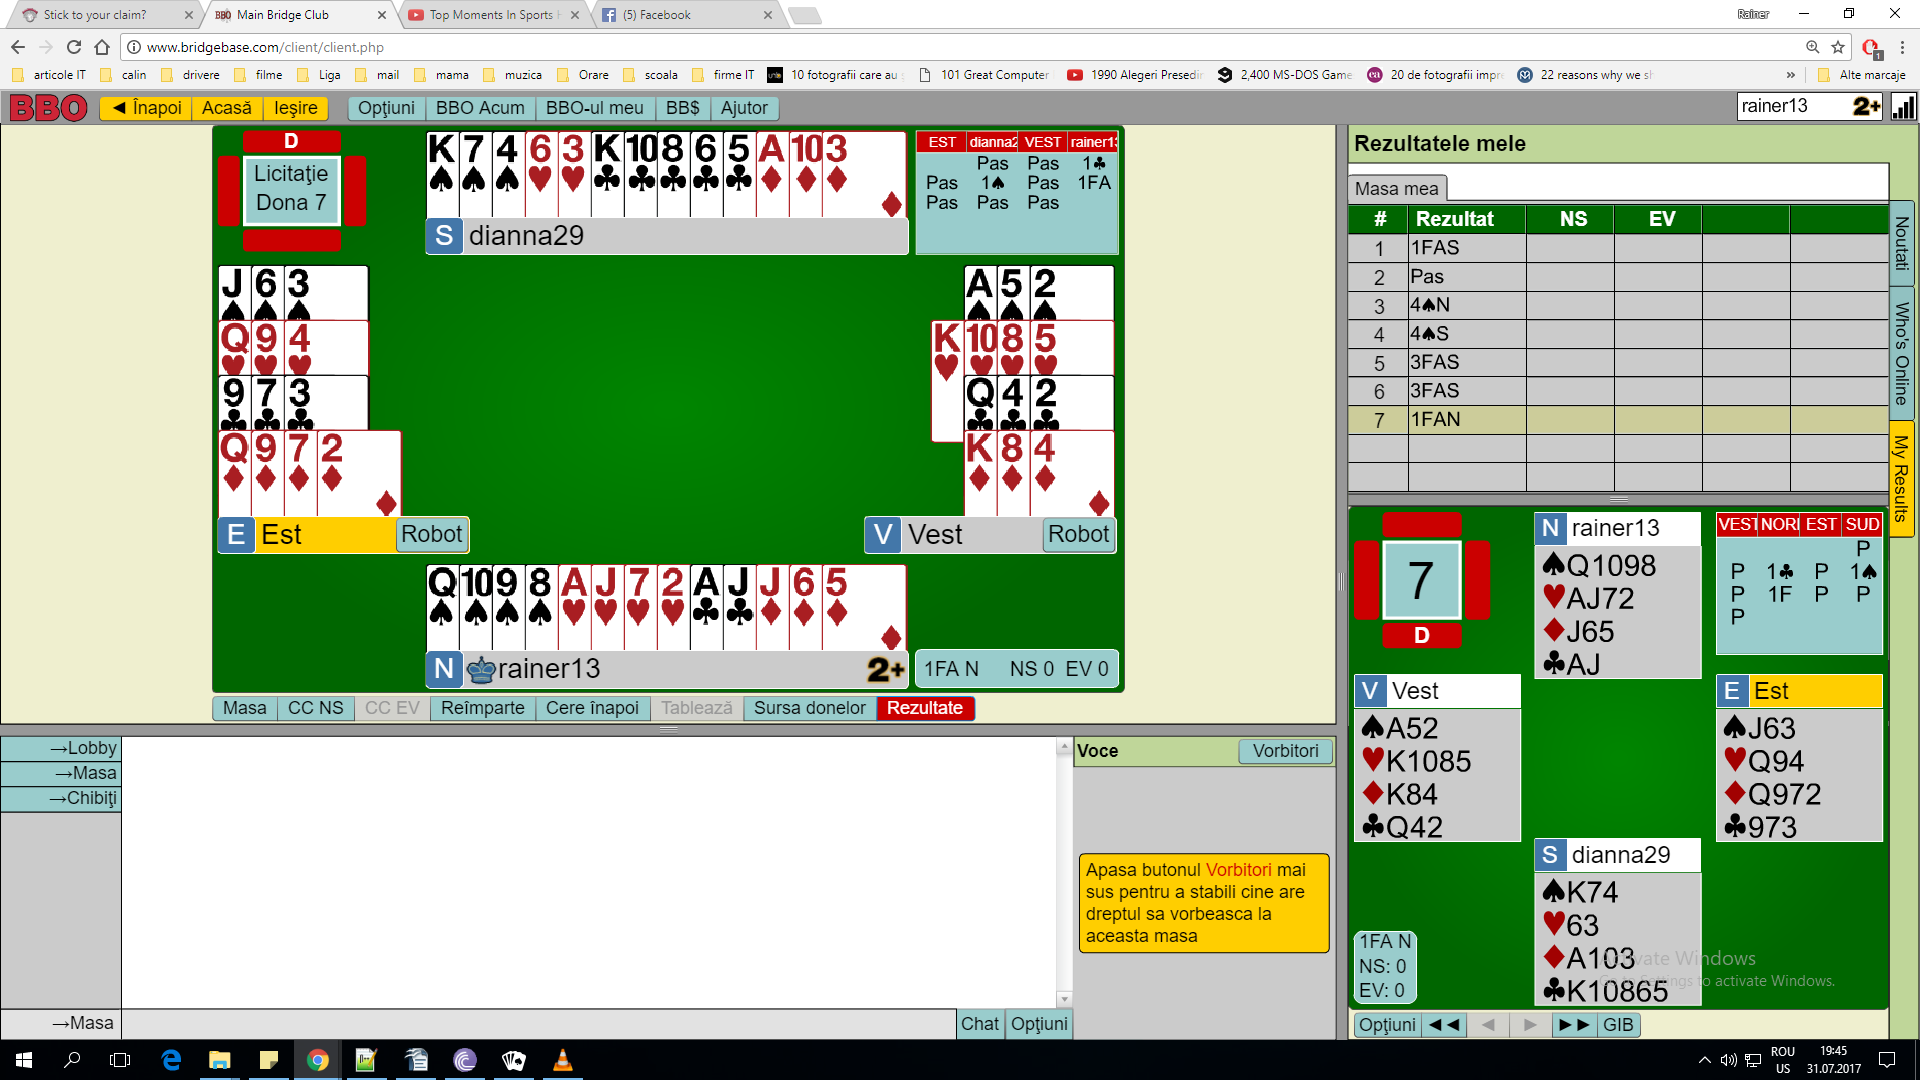 Stick to your claim?
Main Bridge Club
Top Moments In Sports
(5) Facebook
Rainer
www.bridgebase.com/client/client.php
1
articole IT
calin
drivere
filme
Liga
mail
mama
muzica
Orare
scoala
firme IT
10 fotografii care au
101 Great Computer
1990 Alegeri Presedin
2,400 MS-DOS Game
20 de fotografii impre
22 reasons why we sh
»
Alte marcaje
BBO
◄ Înapoi
Acasă
Ieşire
Opţiuni
BBO Acum
BBO-ul meu
BB$
Ajutor
rainer13
2+
D
Licitaţie
Dona 7
K 7 4 6 3 K 10 8 6 5 A 10 3
S dianna29
EST dianna2 VEST rainer13
Pas Pas 1♣
Pas 1♠ Pas 1FA
Pas Pas Pas
J 6 3
Q 9 4
9 7 3
Q 9 7 2
E Est Robot
A 5 2
K 10 8 5
Q 4 2
K 8 4
V Vest Robot
Q 10 9 8 A J 7 2 A J J 6 5
N rainer13 2+
1FA N NS 0 EV 0
Masa
CC NS
CC EV
Reîmparte
Cere înapoi
Tablează
Sursa donelor
Rezultate
→Lobby
→Masa
→Chibiţi
→Masa
Chat
Opţiuni
Voce
Vorbitori
Apasa butonul Vorbitori mai
sus pentru a stabili cine are
dreptul sa vorbeasca la
aceasta masa
Rezultatele mele
Masa mea
# Rezultat NS EV
1 1FAS
2 Pas
3 4♠N
4 4♠S
5 3FAS
6 3FAS
7 1FAN
Noutati
Who's Online
My Results
7
D
N rainer13
♠Q1098
♥AJ72
♦J65
♣AJ
VEST NORD EST SUD
P
P 1♣ P 1♠
P 1F P P
P
V Vest
♠A52
♥K1085
♦K84
♣Q42
E Est
♠J63
♥Q94
♦Q972
♣973
S dianna29
♠K74
♥63
♦A103
♣K10865
1FA N
NS: 0
EV: 0
Activate Windows
Go to Settings to activate Windows.
Opţiuni
◄◄
◄
►
►►
GIB
ROU
US
19:45
31.07.2017